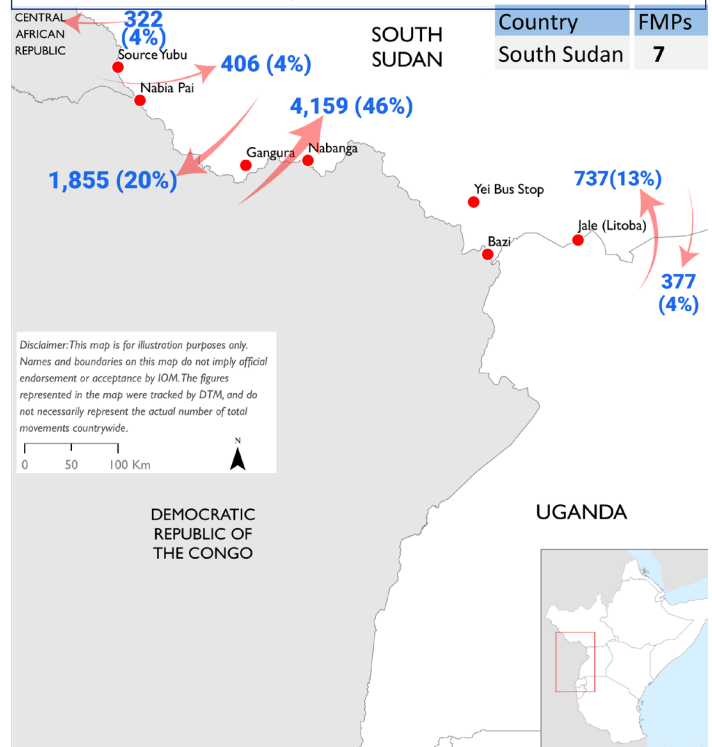 CENTRAL
AFRICAN
REPUBLIC
322
(4%)
SOUTH
SUDAN
Country FMPs
South Sudan 7
Source Yubu
406 (4%)
Nabia Pai
4,159 (46%)
Gangura
Nabanga
1,855 (20%)
737(13%)
Yei Bus Stop
Jale (Litoba)
Bazi
377
(4%)
Disclaimer: This map is for illustration purposes only.
Names and boundaries on this map do not imply official
endorsement or acceptance by IOM. The figures
represented in the map were tracked by DTM, and do
not necessarily represent the actual number of total
movements countrywide.
N
0 50 100 Km
DEMOCRATIC
REPUBLIC OF
THE CONGO
UGANDA